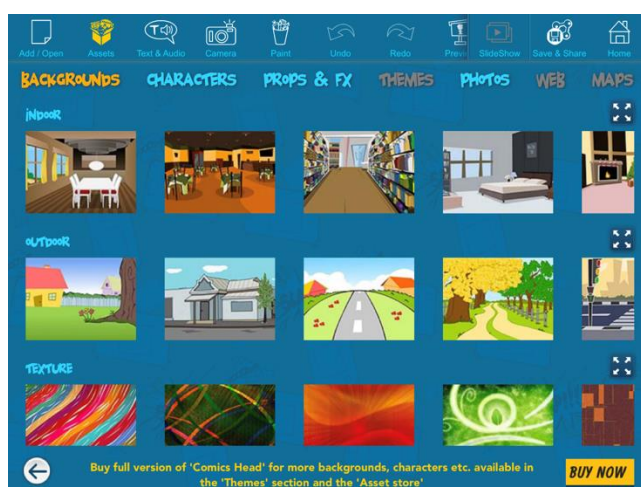 Add / Open Assets Text & Audio Camera Paint Undo Redo Previ SlideShow Save & Share Home
BACKGROUNDS CHARACTERS PROPS & FX THEMES PHOTOS WEB MAPS
INDOOR
OUTDOOR
TEXTURE
Buy full version of 'Comics Head' for more backgrounds, characters etc. available in
the 'Themes' section and the 'Asset store'
BUY NOW